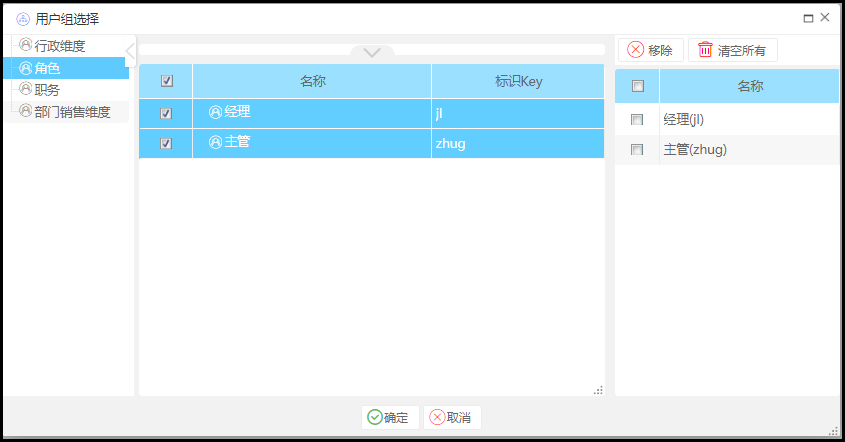 用户组选择
行政维度
角色
职务
部门销售维度
名称 标识Key
经理 jl
主管 zhug
移除 清空所有
名称
经理(jl)
主管(zhug)
确定 取消